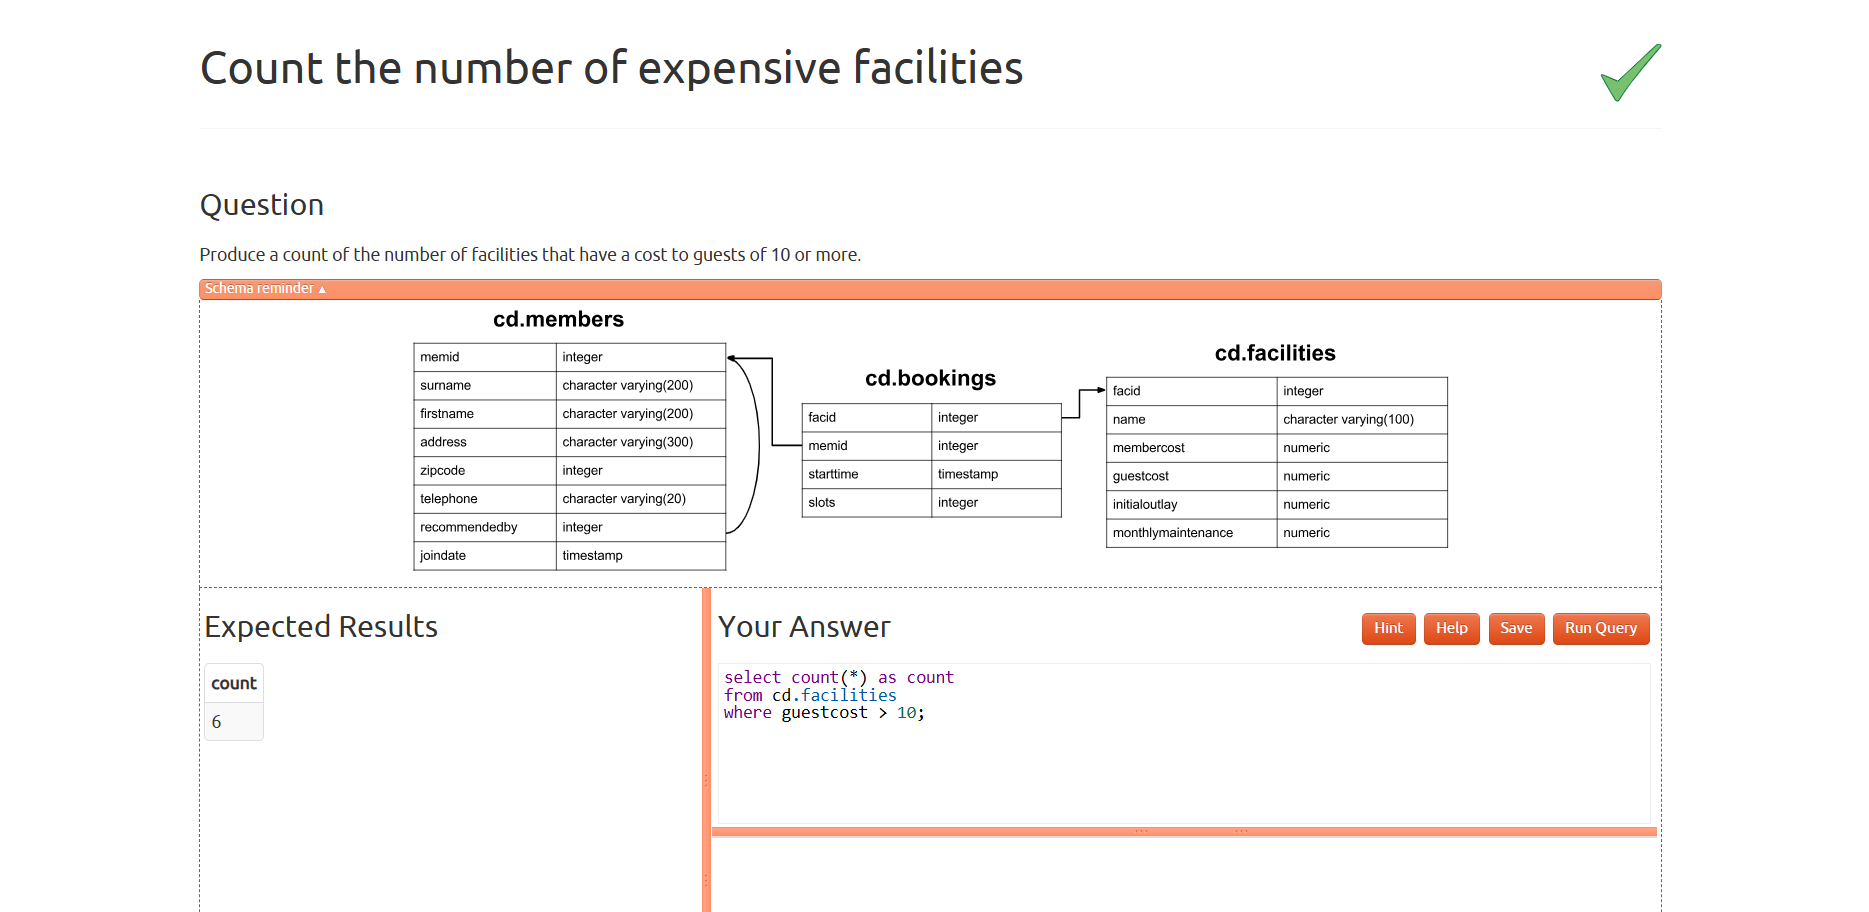 Count the number of expensive facilities
Question
Produce a count of the number of facilities that have a cost to guests of 10 or more.
Schema reminder ▴
cd.members
memid integer
surname character varying(200)
firstname character varying(200)
address character varying(300)
zipcode integer
telephone character varying(20)
recommendedby integer
joindate timestamp
cd.bookings
facid integer
memid integer
starttime timestamp
slots integer
cd.facilities
facid integer
name character varying(100)
membercost numeric
guestcost numeric
initialoutlay numeric
monthlymaintenance numeric
Expected Results
count
6
Your Answer
Hint Help Save Run Query
select count(*) as count
from cd.facilities
where guestcost > 10;